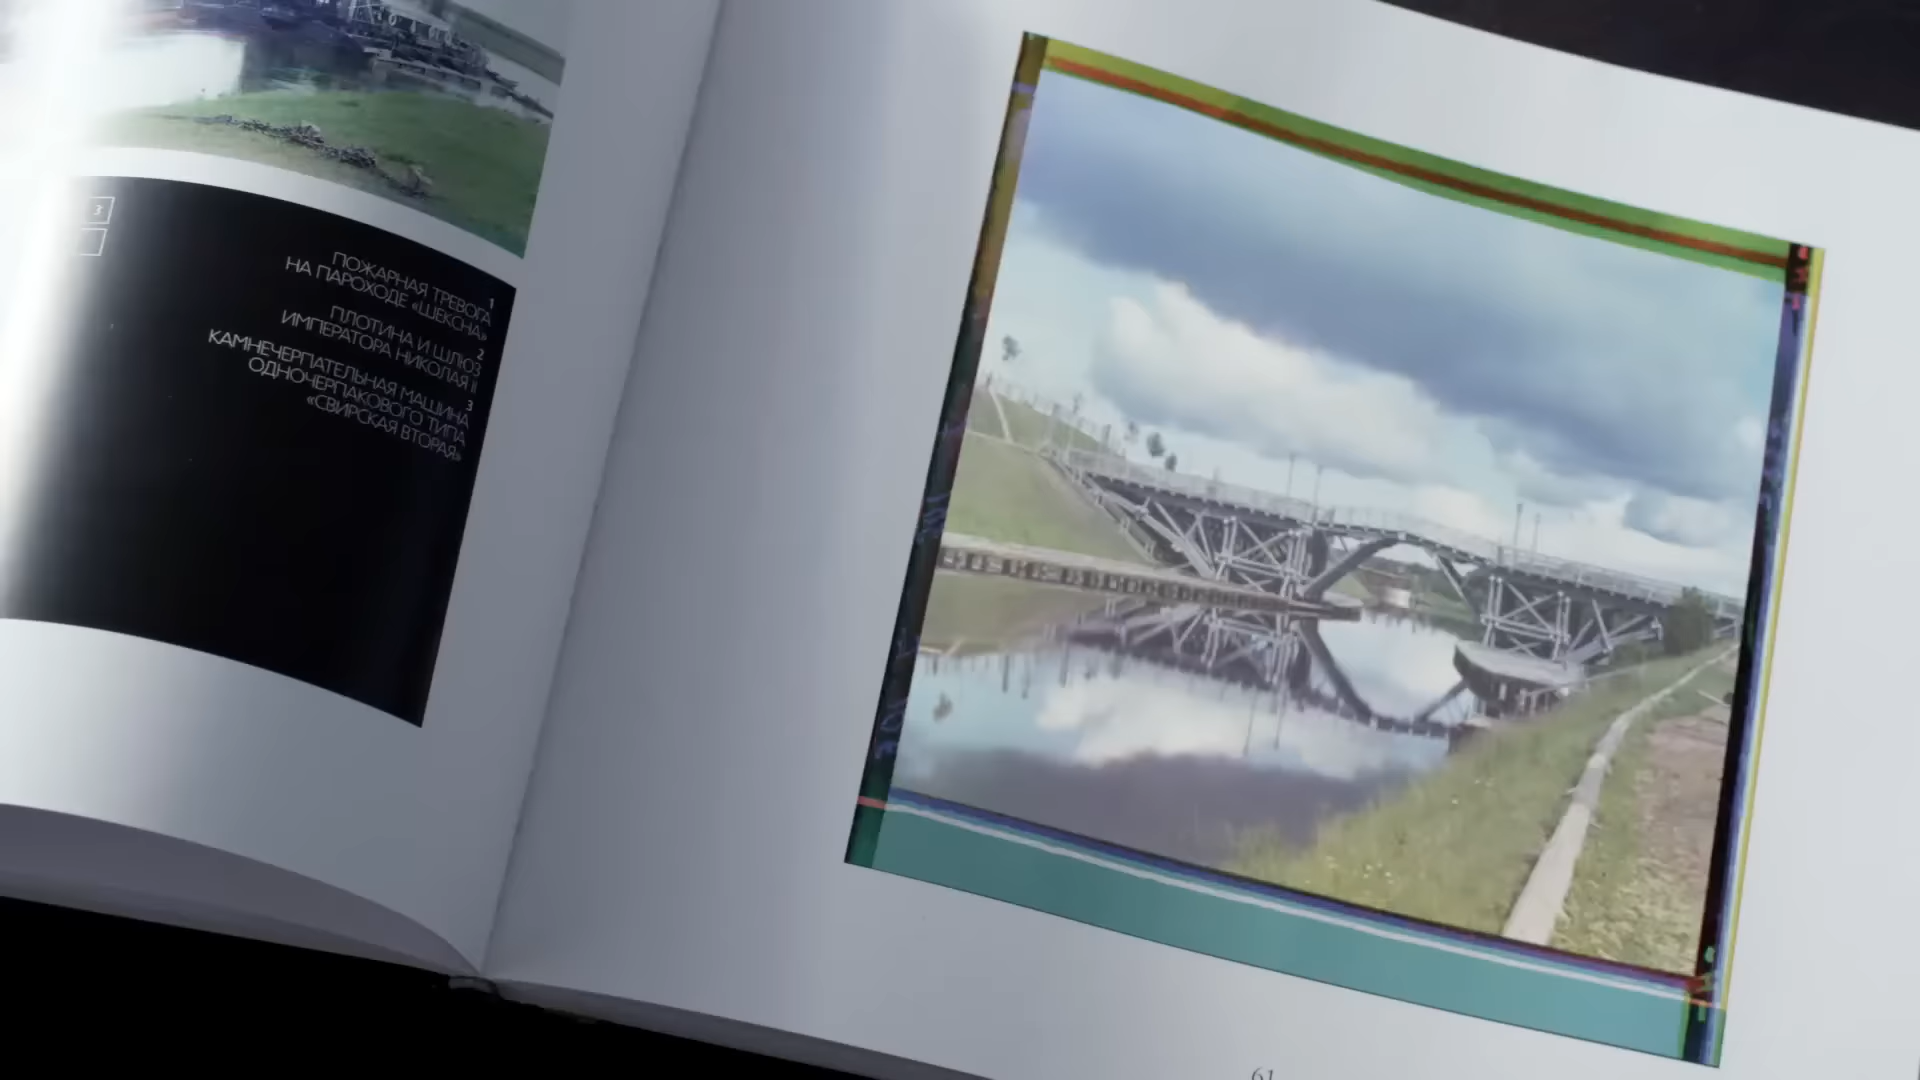 3
1
ПОЖАРНАЯ ТРЕВОГА
НА ПАРОХОДЕ «ШЕКСНА»
2
ПЛОТИНА И ШЛЮЗ
ИМПЕРАТОРА НИКОЛАЯ II
3
КАМНЕЧЕРПАТЕЛЬНАЯ МАШИНА
ОДНОЧЕРПАКОВОГО ТИПА
«СВИРСКАЯ ВТОРАЯ»
61